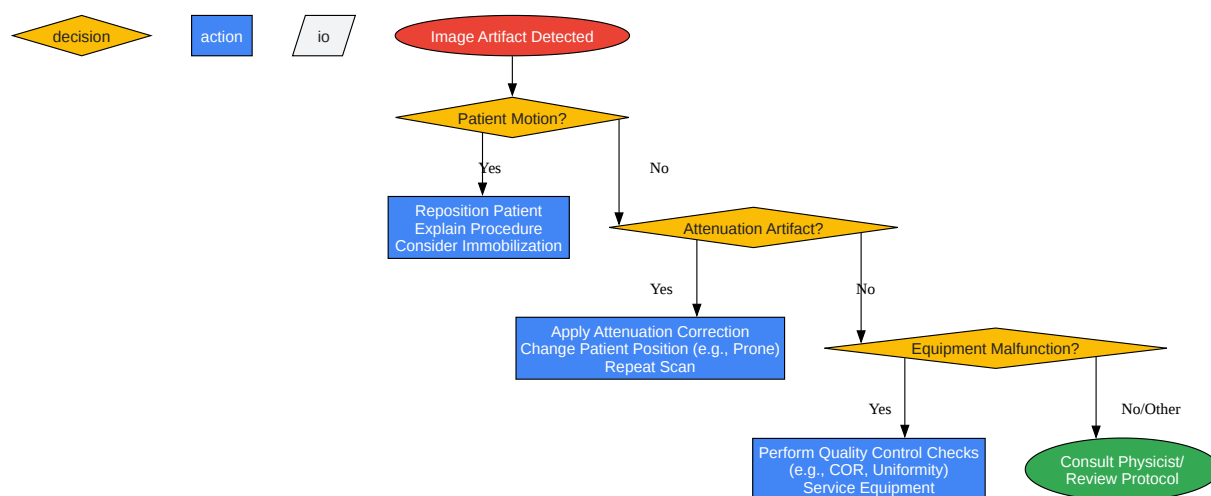 decision
action
io
Image Artifact Detected
Patient Motion?
Yes
No
Reposition Patient
Explain Procedure
Consider Immobilization
Attenuation Artifact?
Yes
No
Apply Attenuation Correction
Change Patient Position (e.g., Prone)
Repeat Scan
Equipment Malfunction?
Yes
No/Other
Perform Quality Control Checks
(e.g., COR, Uniformity)
Service Equipment
Consult Physicist/
Review Protocol